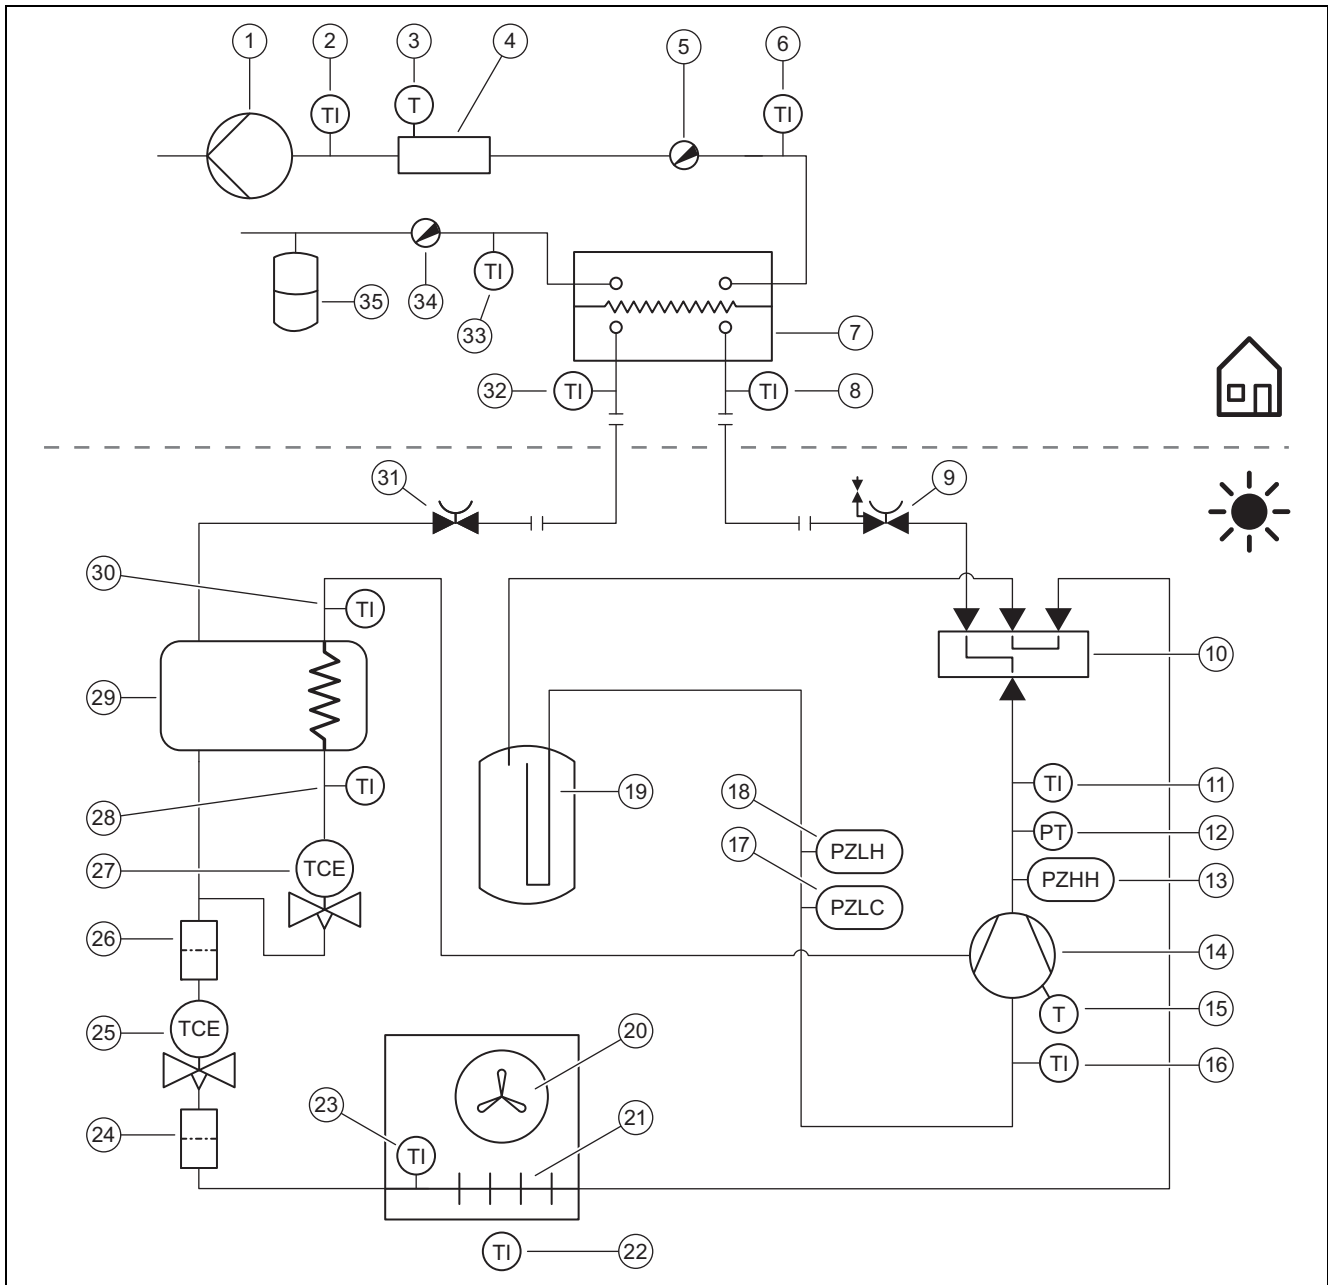 1 2 3 4 5 6
TI T TI
35 34 TI 33
7
32 TI TI 8
31 9
30 TI
10
29
19 18 TI 11
28 TI 17 PZLH PT 12
27 TCE PZLC PZHH 13
26 14
25 TCE T 15
20 TI 16
23 21
24 TI
TI 22